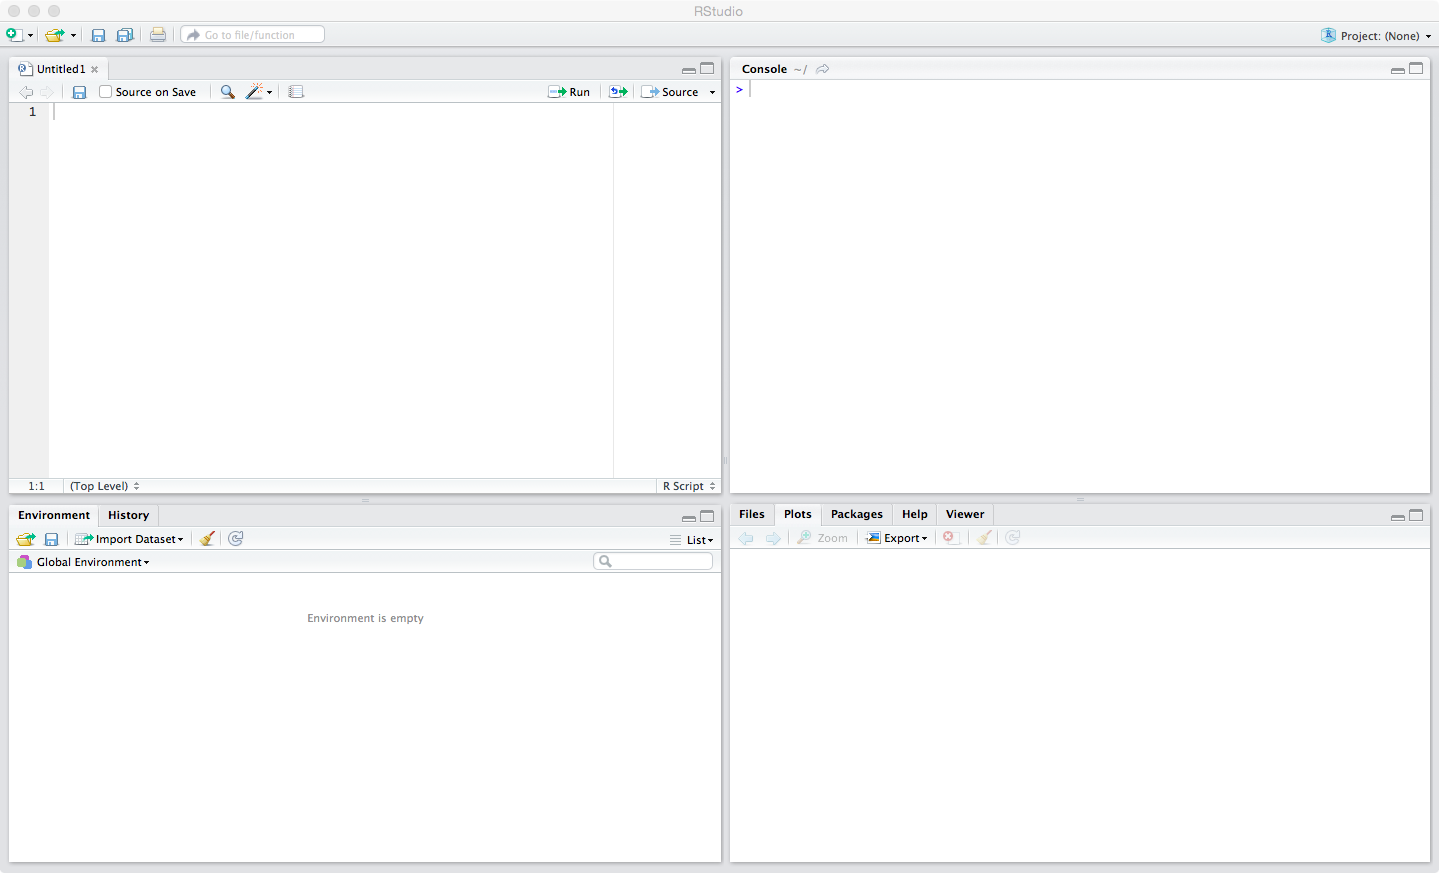 RStudio
Go to file/function
Project: (None)
Untitled1
Source on Save
Run
Source
1
1:1
(Top Level)
R Script
Console ~/
>
Environment
History
Import Dataset
List
Global Environment
Environment is empty
Files
Plots
Packages
Help
Viewer
Zoom
Export